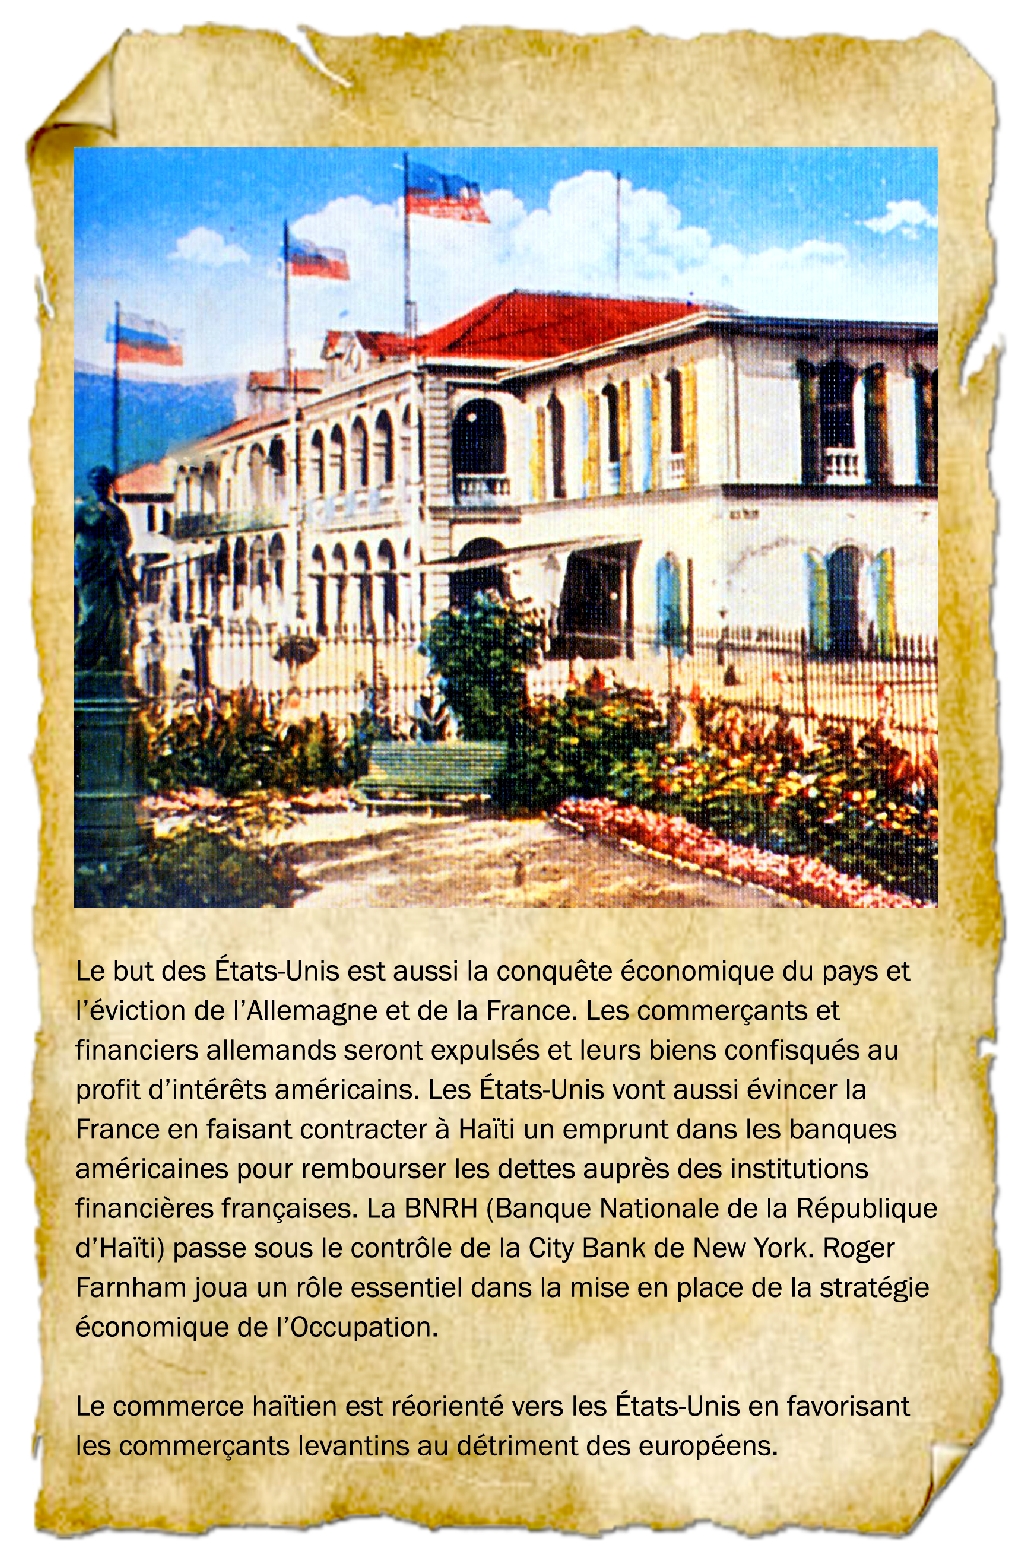 Le but des États-Unis est aussi la conquête économique du pays et
l’éviction de l’Allemagne et de la France. Les commerçants et
financiers allemands seront expulsés et leurs biens confisqués au
profit d’intérêts américains. Les États-Unis vont aussi évincer la
France en faisant contracter à Haïti un emprunt dans les banques
américaines pour rembourser les dettes auprès des institutions
financières françaises. La BNRH (Banque Nationale de la République
d’Haïti) passe sous le contrôle de la City Bank de New York. Roger
Farnham joua un rôle essentiel dans la mise en place de la stratégie
économique de l’Occupation.
Le commerce haïtien est réorienté vers les États-Unis en favorisant
les commerçants levantins au détriment des européens.